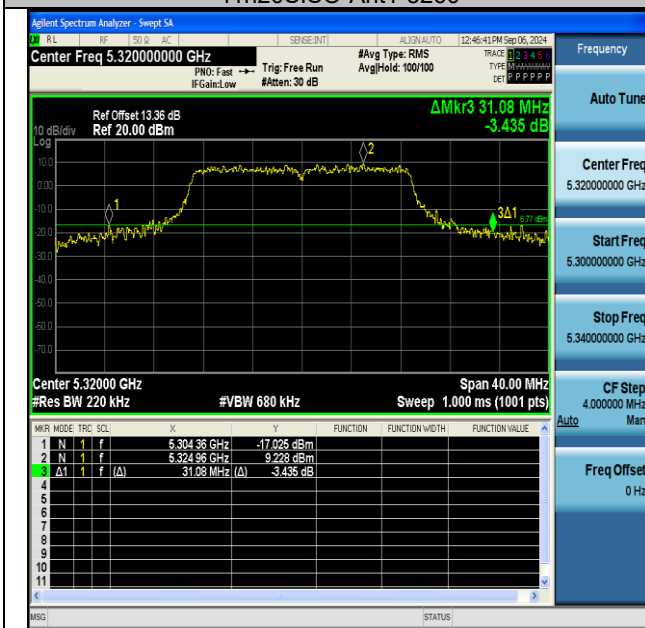 Agilent Spectrum Analyzer - Swept SA
RL RF 50 Ω AC SENSE:INT ALIGN AUTO 12:46:41 PM Sep 06, 2024
Center Freq 5.320000000 GHz
PNO: Fast
IFGain:Low
Trig: Free Run
#Atten: 30 dB
#Avg Type: RMS
Avg|Hold: 100/100
TRACE 1 2 3 4 5 6
TYPE M
DET P P P P P P
Ref Offset 13.36 dB
10 dB/div Ref 20.00 dBm
ΔMkr3 31.08 MHz
-3.435 dB
Log
10.0
0.00
-10.0
-20.0
-30.0
-40.0
-50.0
-60.0
-70.0
1
2
3Δ1
Center 5.32000 GHz Span 40.00 MHz
#Res BW 220 kHz #VBW 680 kHz Sweep 1.000 ms (1001 pts)
MKR MODE TRC SCL X Y FUNCTION FUNCTION WIDTH FUNCTION VALUE
1 N 1 f 5.304 36 GHz -17.025 dBm
2 N 1 f 5.324 96 GHz 9.228 dBm
3 Δ1 1 f (Δ) 31.08 MHz (Δ) -3.435 dB
4
5
6
7
8
9
10
11
MSG STATUS
Frequency
Auto Tune
Center Freq
5.320000000 GHz
Start Freq
5.300000000 GHz
Stop Freq
5.340000000 GHz
CF Step
4.000000 MHz
Auto Man
Freq Offset
0 Hz